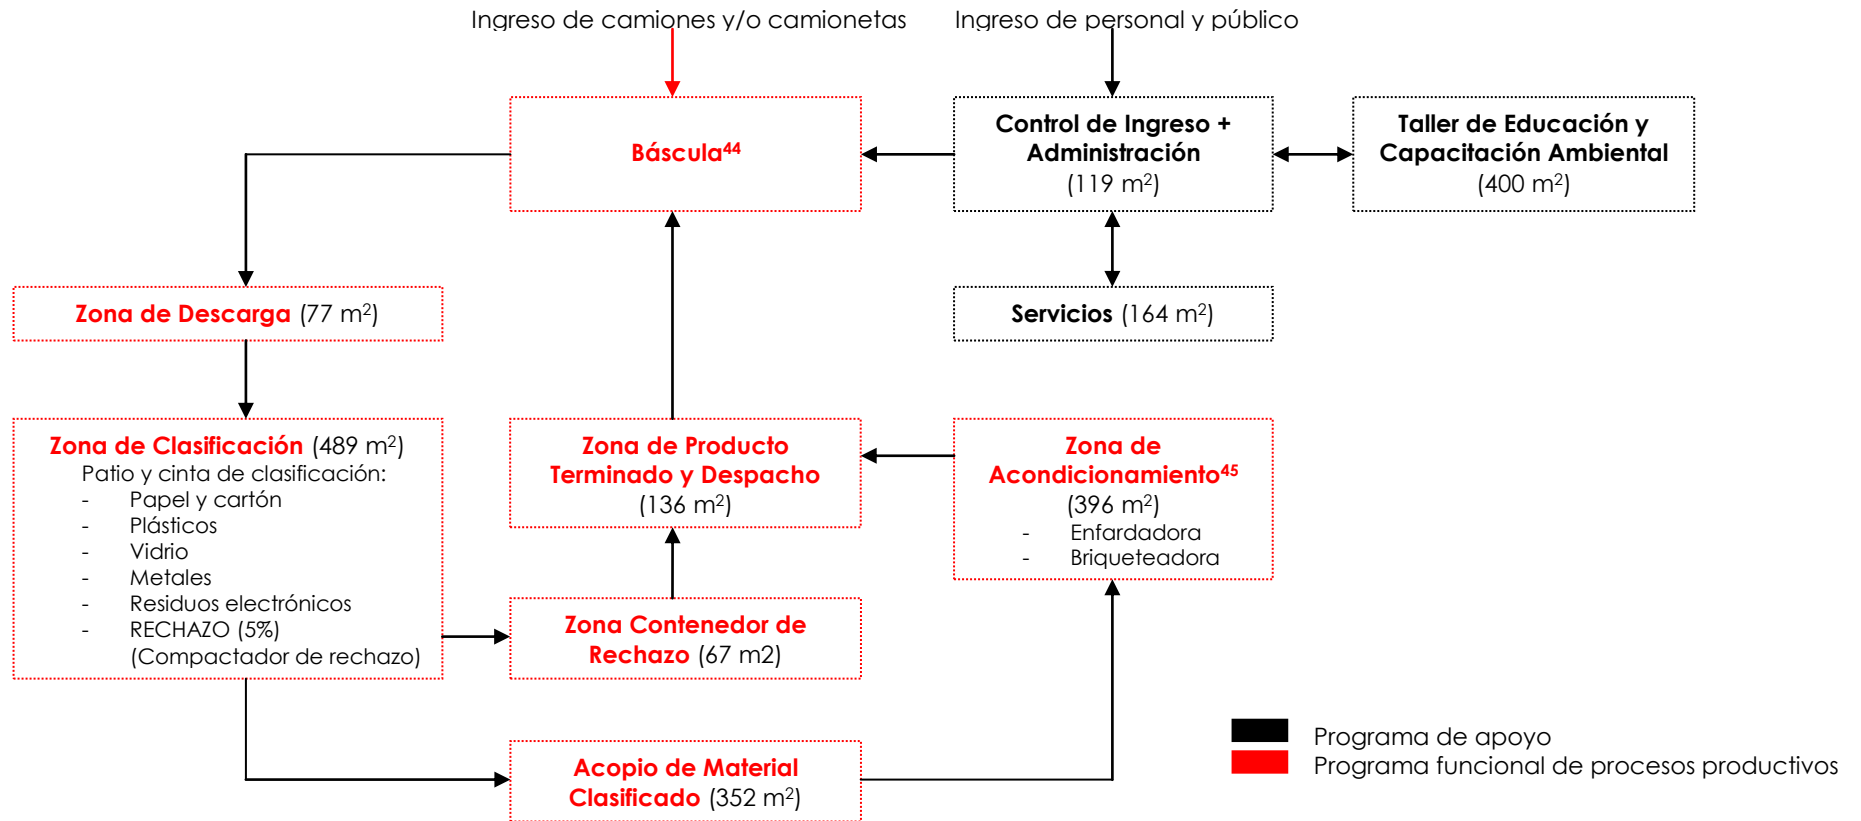 Ingreso de camiones y/o camionetas
Ingreso de personal y público
Báscula⁴⁴
Control de Ingreso +
Administración
(119 m²)
Taller de Educación y
Capacitación Ambiental
(400 m²)
Zona de Descarga (77 m²)
Servicios (164 m²)
Zona de Clasificación (489 m²)
Patio y cinta de clasificación:
- Papel y cartón
- Plásticos
- Vidrio
- Metales
- Residuos electrónicos
- RECHAZO (5%)
(Compactador de rechazo)
Zona de Producto
Terminado y Despacho
(136 m²)
Zona de
Acondicionamiento⁴⁵
(396 m²)
- Enfardadora
- Briqueteadora
Zona Contenedor de
Rechazo (67 m2)
Acopio de Material
Clasificado (352 m²)
Programa de apoyo
Programa funcional de procesos productivos